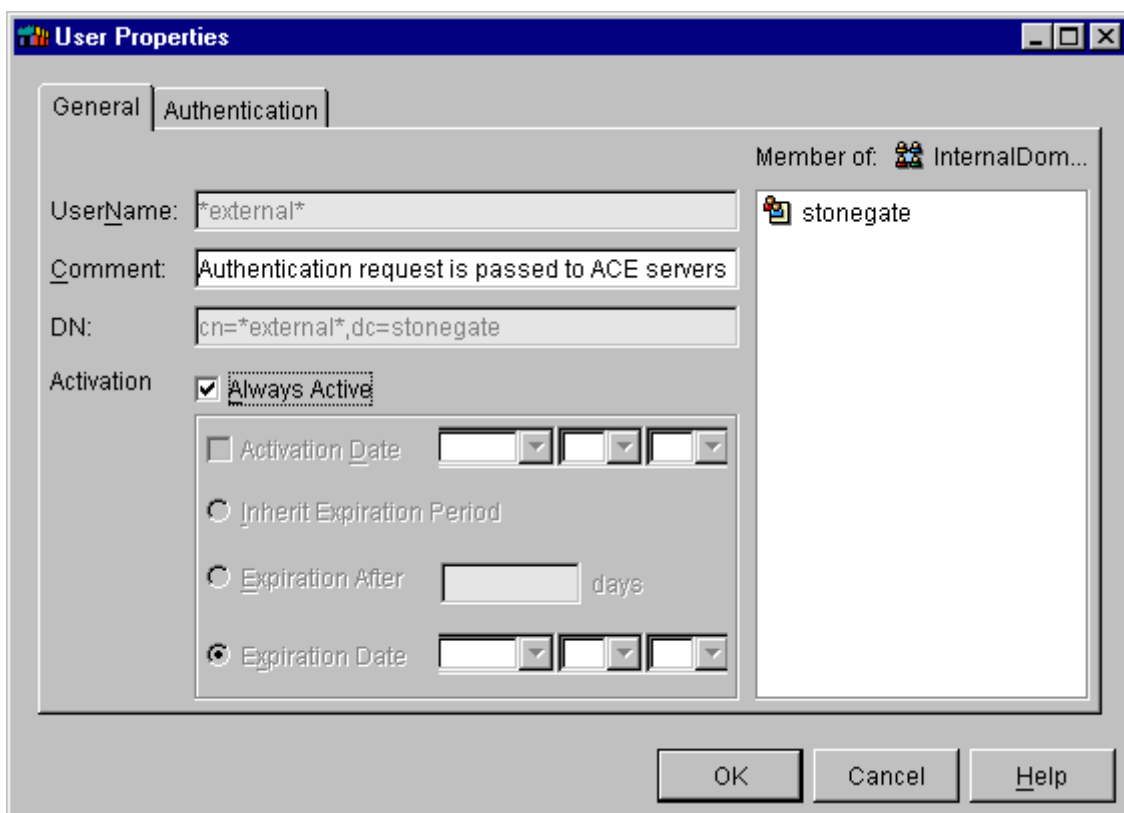 User Properties
General
Authentication
Member of: InternalDom...
UserName: *external*
stonegate
Comment: Authentication request is passed to ACE servers
DN: cn=*external*,dc=stonegate
Activation
Always Active
Activation Date
Inherit Expiration Period
Expiration After
days
Expiration Date
OK
Cancel
Help